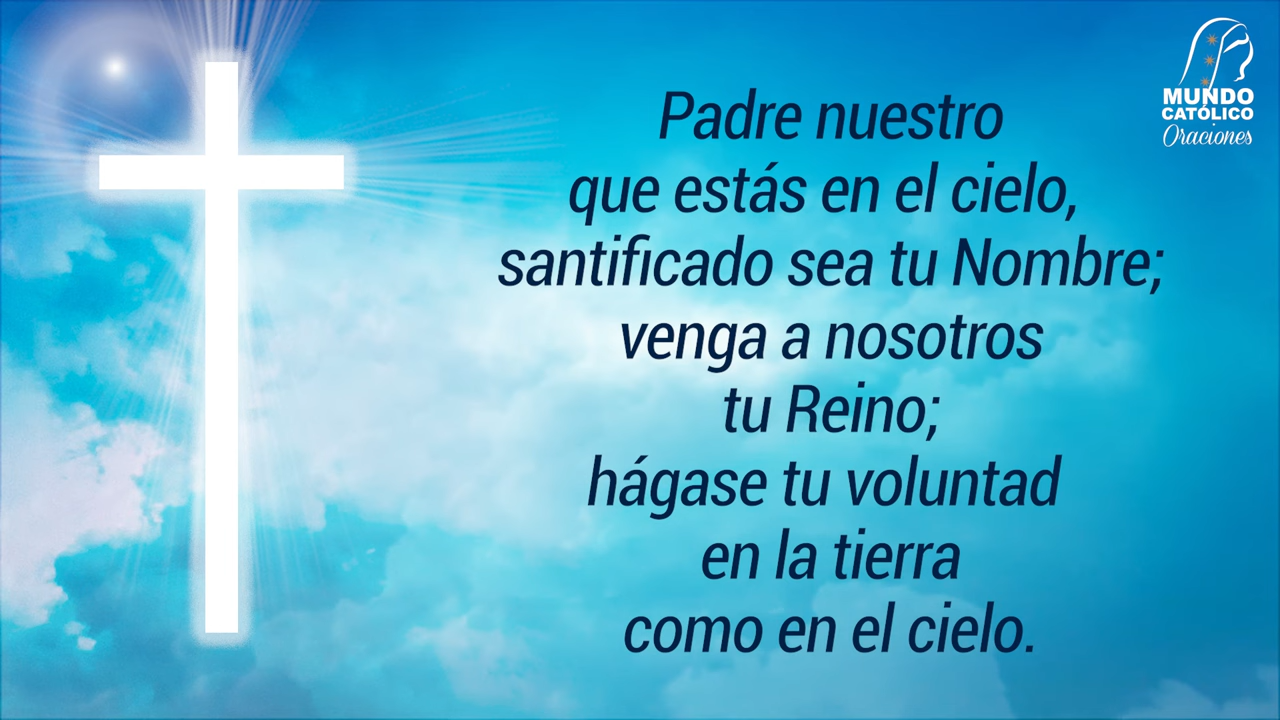 Padre nuestro
que estás en el cielo,
santificado sea tu Nombre;
venga a nosotros
tu Reino;
hágase tu voluntad
en la tierra
como en el cielo.
MUNDO
CATÓLICO
Oraciones